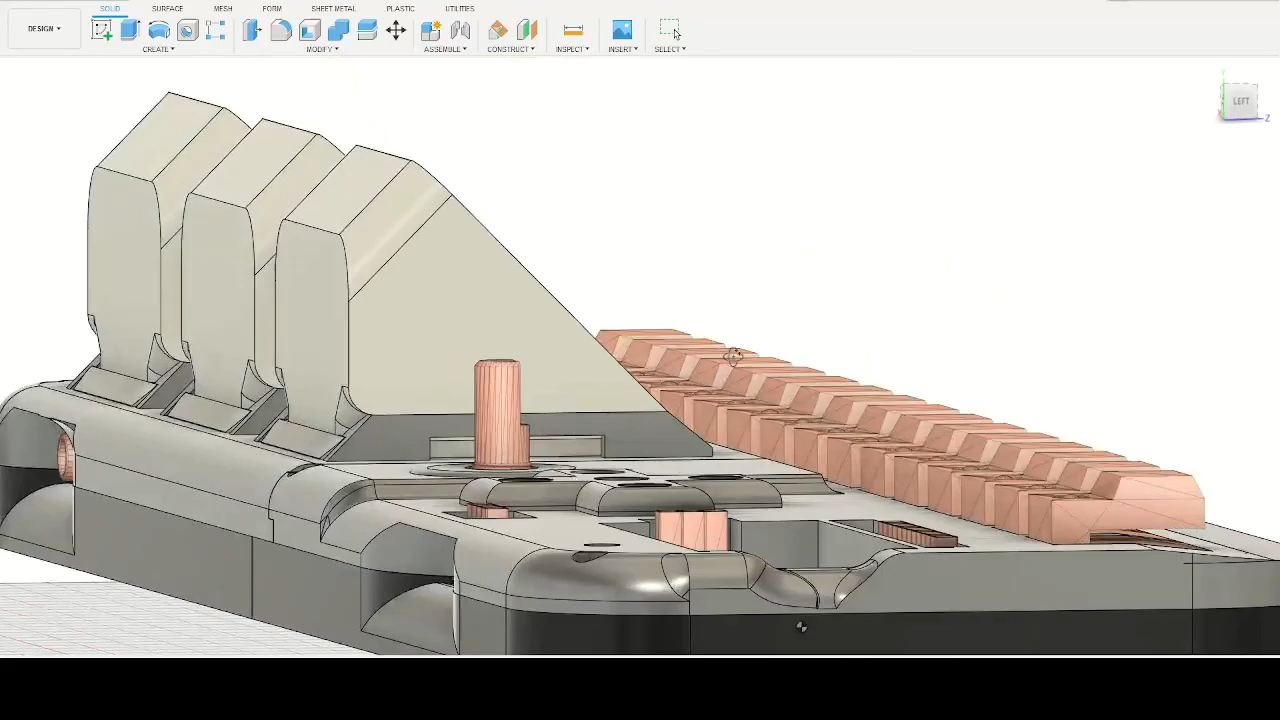 SOLID SURFACE MESH FORM SHEET METAL PLASTIC UTILITIES
DESIGN
CREATE MODIFY ASSEMBLE CONSTRUCT INSPECT INSERT SELECT
Y
LEFT
Z